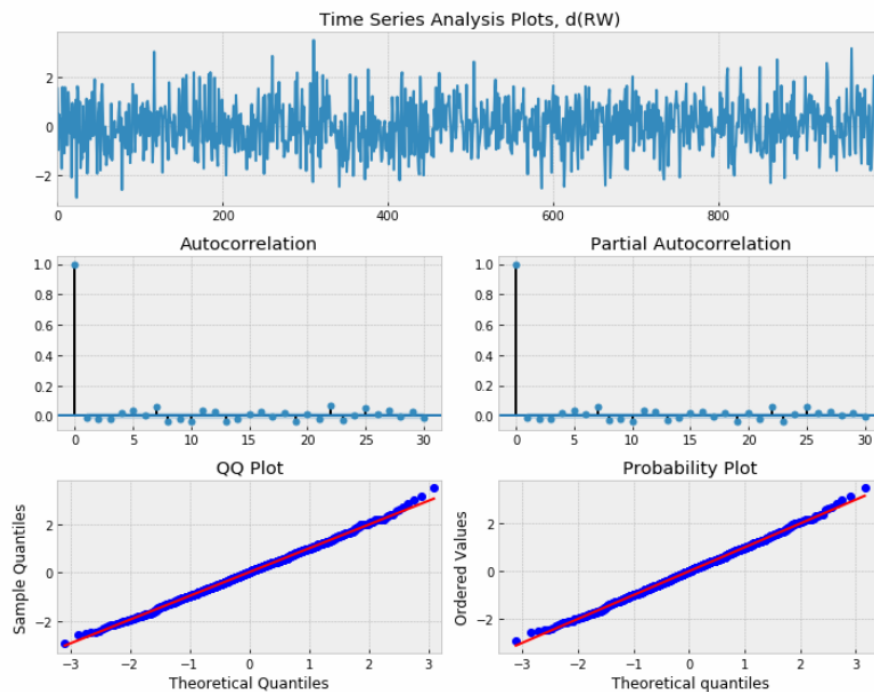 Time Series Analysis Plots, d(RW)
2
0
−2
0 200 400 600 800
Autocorrelation
1.0
0.8
0.6
0.4
0.2
0.0
0 5 10 15 20 25 30
Partial Autocorrelation
1.0
0.8
0.6
0.4
0.2
0.0
0 5 10 15 20 25 30
QQ Plot
Sample Quantiles
2
0
−2
−3 −2 −1 0 1 2 3
Theoretical Quantiles
Probability Plot
Ordered Values
2
0
−2
−3 −2 −1 0 1 2 3
Theoretical quantiles